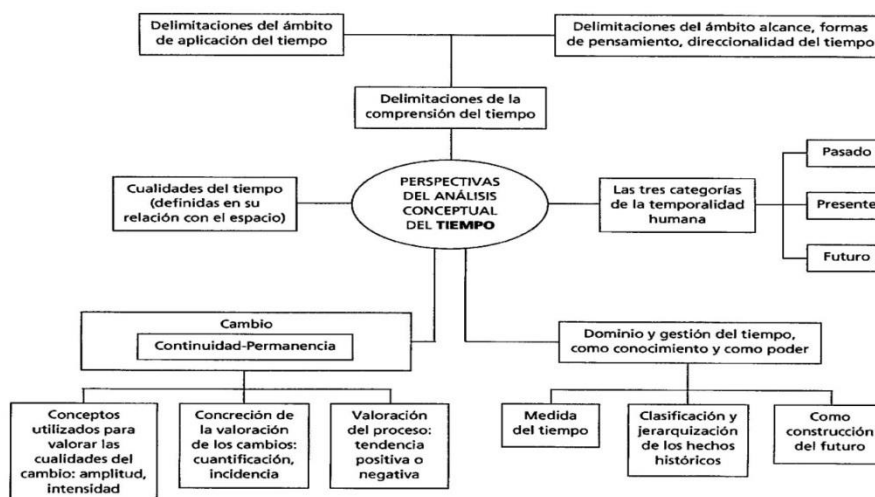 Delimitaciones del ámbito
de aplicación del tiempo
Delimitaciones del ámbito alcance, formas
de pensamiento, direccionalidad del tiempo
Delimitaciones de la
comprensión del tiempo
Cualidades del tiempo
(definidas en su
relación con el espacio)
PERSPECTIVAS
DEL ANÁLISIS
CONCEPTUAL
DEL TIEMPO
Las tres categorías
de la temporalidad
humana
Pasado
Presente
Futuro
Cambio
Continuidad-Permanencia
Dominio y gestión del tiempo,
como conocimiento y como poder
Conceptos
utilizados para
valorar las
cualidades del
cambio: amplitud,
intensidad
Concreción de
la valoración
de los cambios:
cuantificación,
incidencia
Valoración
del proceso:
tendencia
positiva o
negativa
Medida
del tiempo
Clasificación y
jerarquización
de los hechos
históricos
Como
construcción
del futuro